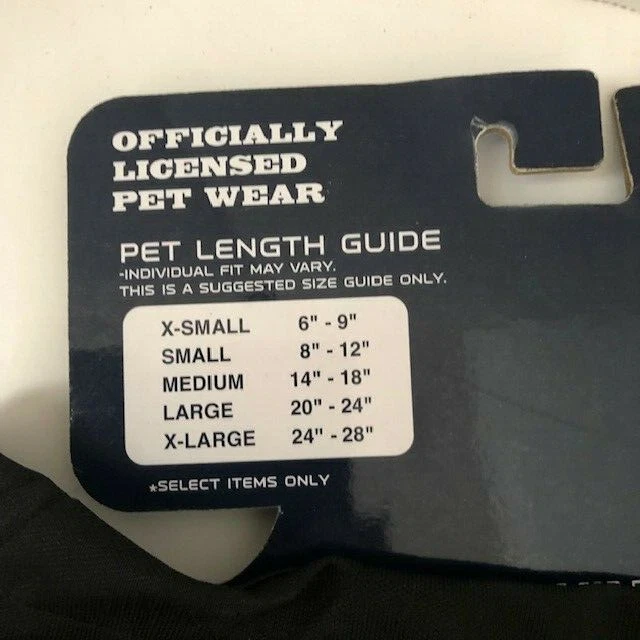 OFFICIALLY
LICENSED
PET WEAR
PET LENGTH GUIDE
-INDIVIDUAL FIT MAY VARY.
THIS IS A SUGGESTED SIZE GUIDE ONLY.
X-SMALL 6" - 9"
SMALL 8" - 12"
MEDIUM 14" - 18"
LARGE 20" - 24"
X-LARGE 24" - 28"
*SELECT ITEMS ONLY